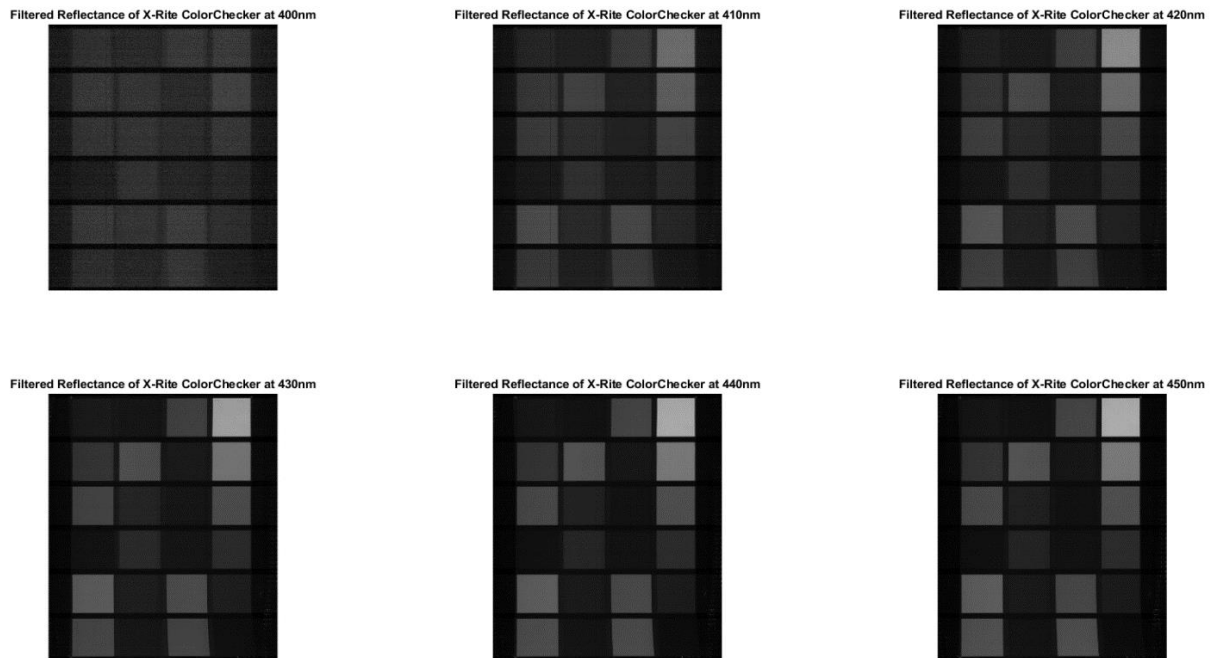 Filtered Reflectance of X-Rite ColorChecker at 400nm
Filtered Reflectance of X-Rite ColorChecker at 410nm
Filtered Reflectance of X-Rite ColorChecker at 420nm
Filtered Reflectance of X-Rite ColorChecker at 430nm
Filtered Reflectance of X-Rite ColorChecker at 440nm
Filtered Reflectance of X-Rite ColorChecker at 450nm